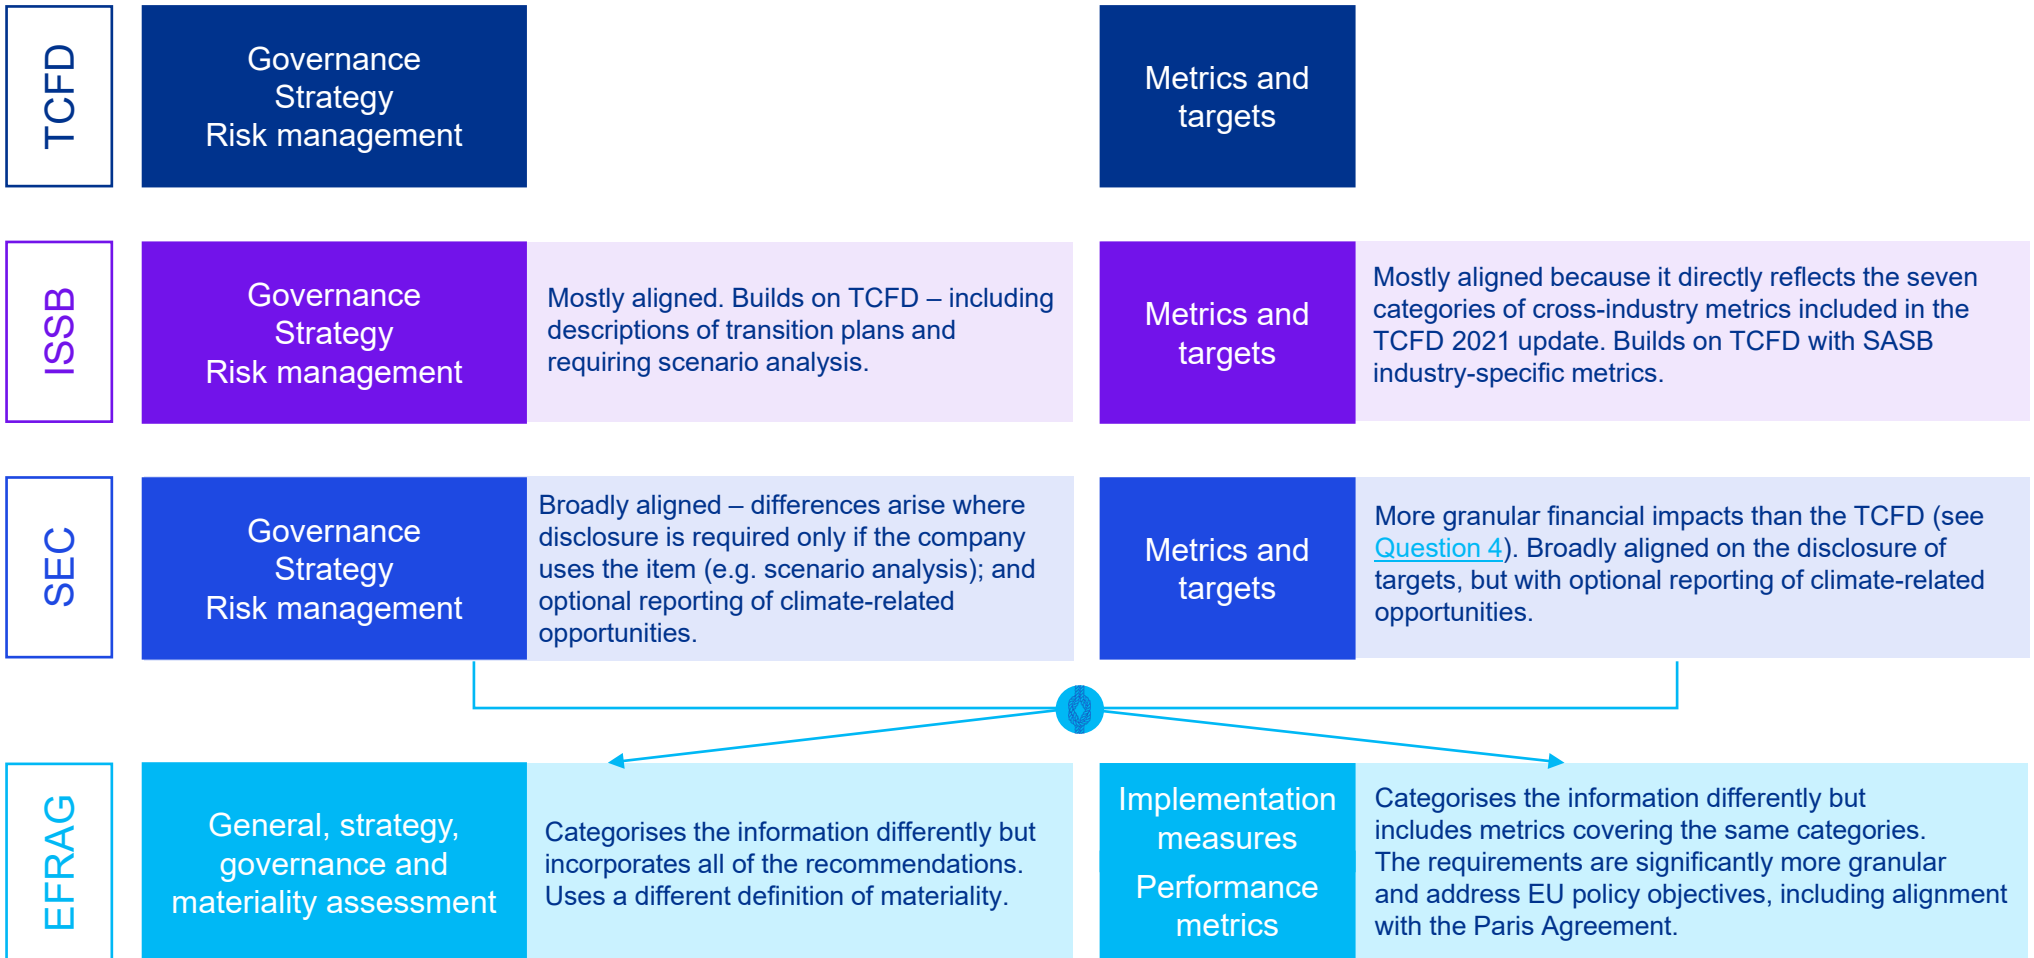 TCFD
Governance
Strategy
Risk management
Metrics and
targets
ISSB
Governance
Strategy
Risk management
Mostly aligned. Builds on TCFD – including
descriptions of transition plans and
requiring scenario analysis.
Metrics and
targets
Mostly aligned because it directly reflects the seven
categories of cross-industry metrics included in the
TCFD 2021 update. Builds on TCFD with SASB
industry-specific metrics.
SEC
Governance
Strategy
Risk management
Broadly aligned – differences arise where
disclosure is required only if the company
uses the item (e.g. scenario analysis); and
optional reporting of climate-related
opportunities.
Metrics and
targets
More granular financial impacts than the TCFD (see
Question 4). Broadly aligned on the disclosure of
targets, but with optional reporting of climate-related
opportunities.
EFRAG
General, strategy,
governance and
materiality assessment
Categorises the information differently but
incorporates all of the recommendations.
Uses a different definition of materiality.
Implementation
measures
Performance
metrics
Categorises the information differently but
includes metrics covering the same categories.
The requirements are significantly more granular
and address EU policy objectives, including alignment
with the Paris Agreement.